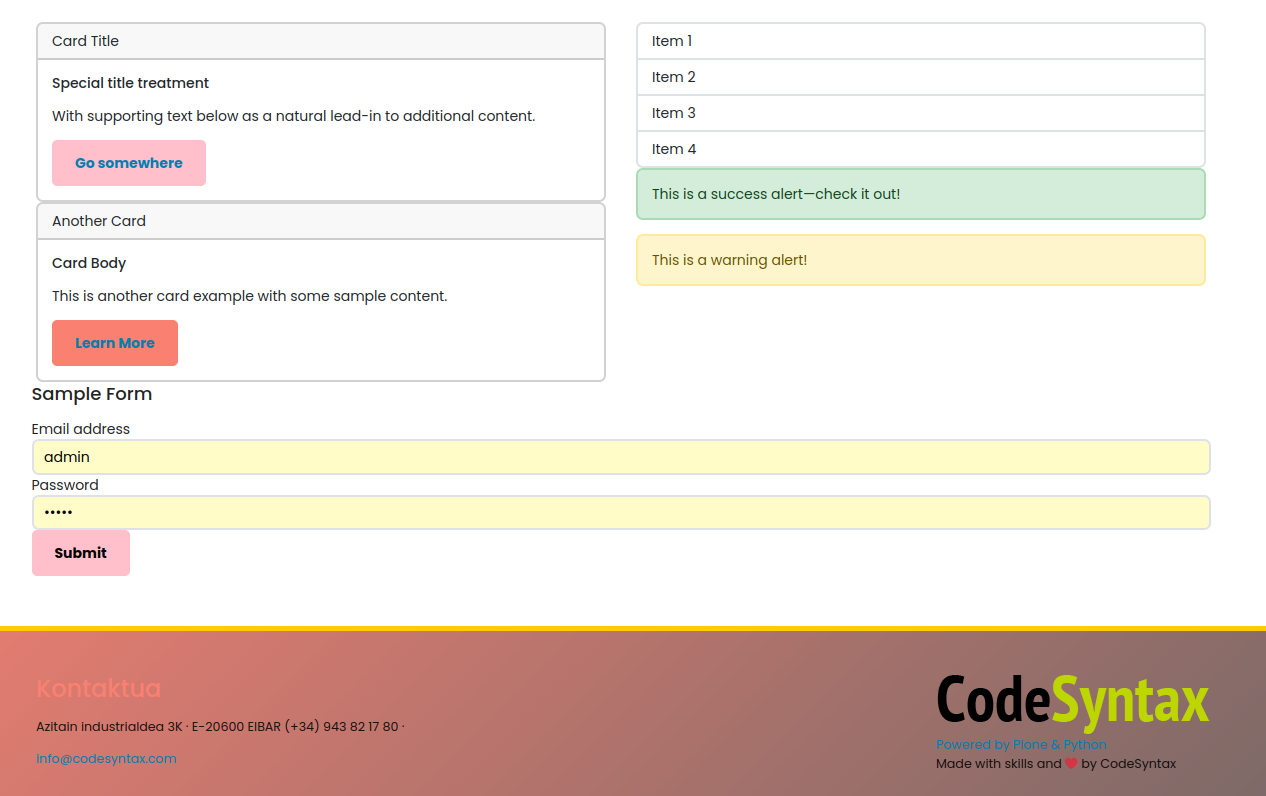 Card Title
Special title treatment
With supporting text below as a natural lead-in to additional content.
Go somewhere
Another Card
Card Body
This is another card example with some sample content.
Learn More
Item 1
Item 2
Item 3
Item 4
This is a success alert—check it out!
This is a warning alert!
Sample Form
Email address
admin
Password
•••••
Submit
Kontaktua
Azitain industrialdea 3K · E-20600 EIBAR (+34) 943 82 17 80 ·
info@codesyntax.com
CodeSyntax
Powered by Plone & Python
Made with skills and ❤️ by CodeSyntax